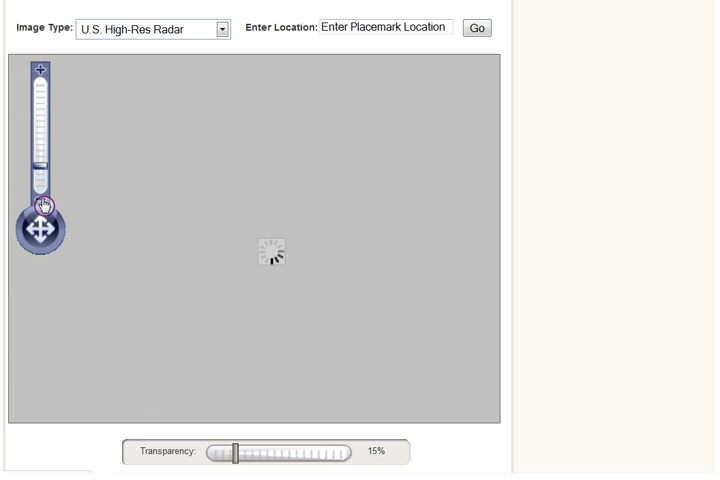 Image Type: U.S. High-Res Radar Enter Location: Enter Placemark Location Go
Transparency: 15%